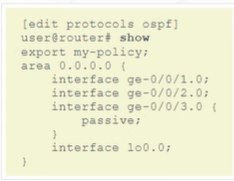 [edit protocols ospf]
user@router# show
export my-policy;
area 0.0.0.0 {
    interface ge-0/0/1.0;
    interface ge-0/0/2.0;
    interface ge-0/0/3.0 {
        passive;
    }
    interface lo0.0;
}